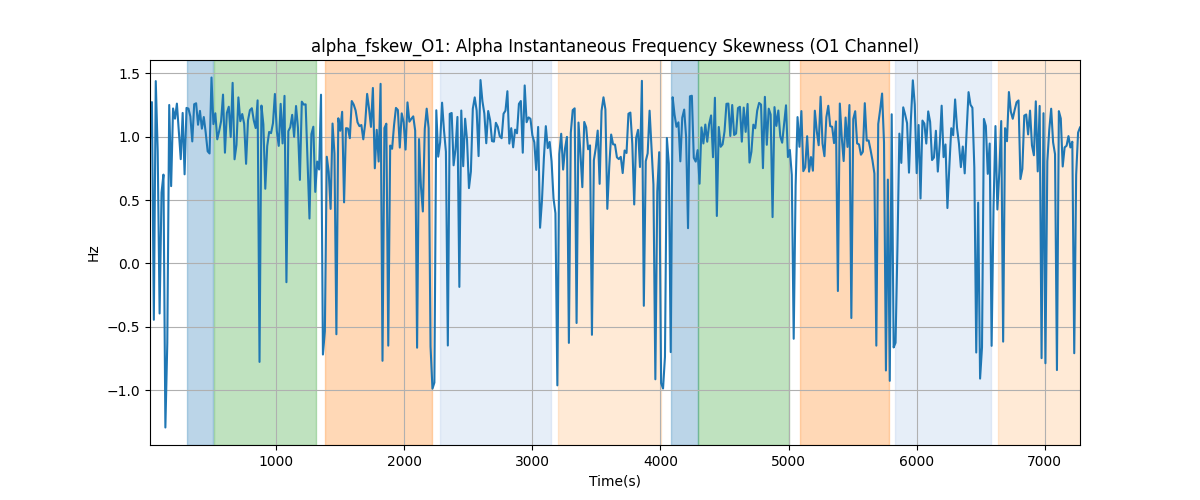 alpha_fskew_O1: Alpha Instantaneous Frequency Skewness (O1 Channel)
1.5
1.0
0.5
0.0
−0.5
−1.0
Hz
1000 2000 3000 4000 5000 6000 7000
Time(s)